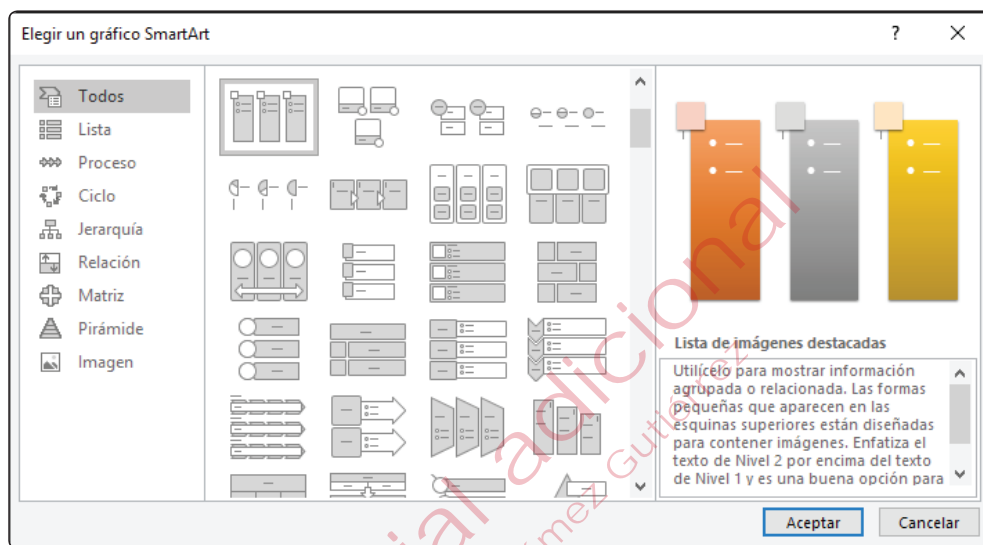 Elegir un gráfico SmartArt
?
Todos
Lista
Proceso
Ciclo
Jerarquía
Relación
Matriz
Pirámide
Imagen
Lista de imágenes destacadas
Utilícelo para mostrar información
agrupada o relacionada. Las formas
pequeñas que aparecen en las
esquinas superiores están diseñadas
para contener imágenes. Enfatiza el
texto de Nivel 2 por encima del texto
de Nivel 1 y es una buena opción para
Aceptar
Cancelar
adicional
Gutiérrez